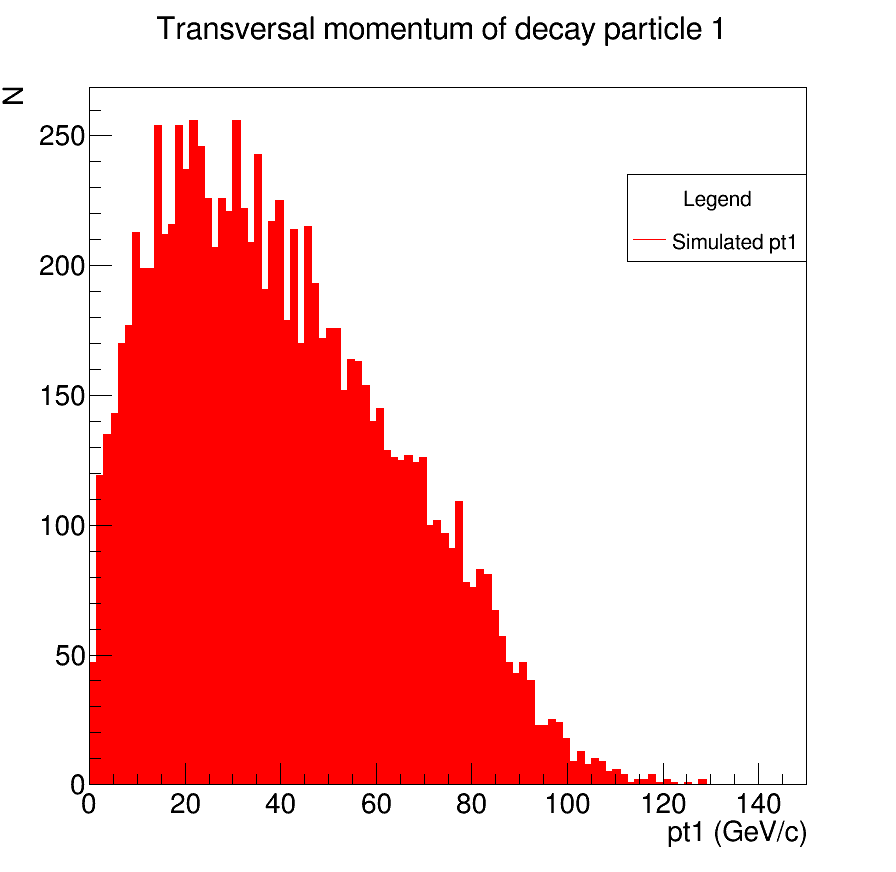 Transversal momentum of decay particle 1
N
250
200
150
100
50
0
Legend
Simulated pt1
0 20 40 60 80 100 120 140
pt1 (GeV/c)